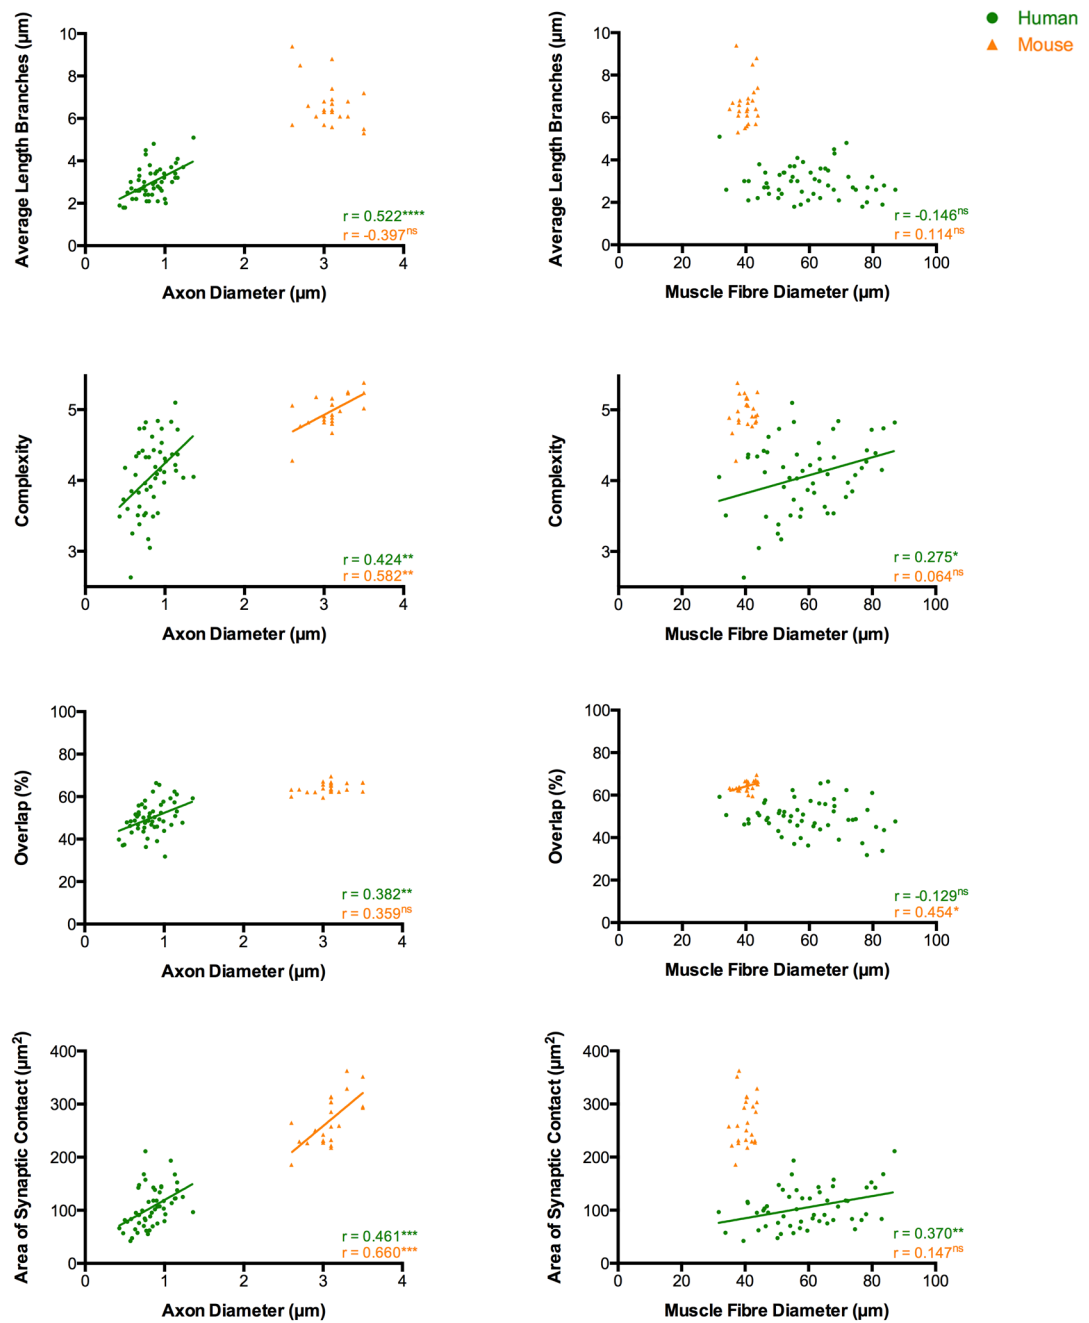 Human
Mouse
Average Length Branches (μm)
10
8
6
4
2
0
0 1 2 3 4
r = 0.522****
r = -0.397ns
Axon Diameter (μm)
Average Length Branches (μm)
10
8
6
4
2
0
0 20 40 60 80 100
r = -0.146ns
r = 0.114ns
Muscle Fibre Diameter (μm)
Complexity
5
4
3
0 1 2 3 4
r = 0.424**
r = 0.582**
Axon Diameter (μm)
Complexity
5
4
3
0 20 40 60 80 100
r = 0.275*
r = 0.064ns
Muscle Fibre Diameter (μm)
Overlap (%)
100
80
60
40
20
0
0 1 2 3 4
r = 0.382**
r = 0.359ns
Axon Diameter (μm)
Overlap (%)
100
80
60
40
20
0
0 20 40 60 80 100
r = -0.129ns
r = 0.454*
Muscle Fibre Diameter (μm)
Area of Synaptic Contact (μm²)
400
300
200
100
0
0 1 2 3 4
r = 0.461***
r = 0.660***
Axon Diameter (μm)
Area of Synaptic Contact (μm²)
400
300
200
100
0
0 20 40 60 80 100
r = 0.370**
r = 0.147ns
Muscle Fibre Diameter (μm)